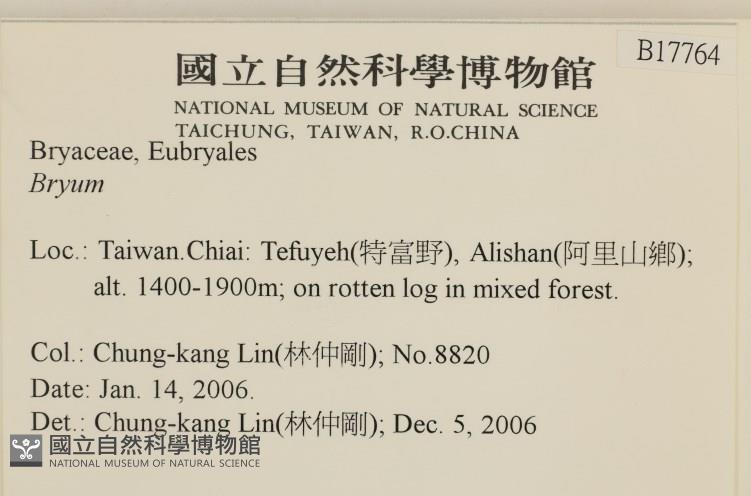 B17764
國立自然科學博物館
NATIONAL MUSEUM OF NATURAL SCIENCE
TAICHUNG, TAIWAN, R.O.CHINA
Bryaceae, Eubryales
Bryum
Loc.: Taiwan.Chiai: Tefuyeh(特富野), Alishan(阿里山鄉);
alt. 1400-1900m; on rotten log in mixed forest.
Col.: Chung-kang Lin(林仲剛); No.8820
Date: Jan. 14, 2006.
Det.: Chung-kang Lin(林仲剛); Dec. 5, 2006
國立自然科學博物館
NATIONAL MUSEUM OF NATURAL SCIENCE